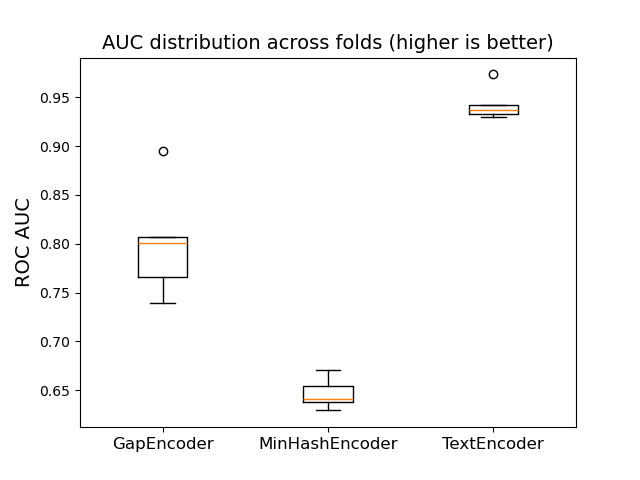 AUC distribution across folds (higher is better)
ROC AUC
0.95
0.90
0.85
0.80
0.75
0.70
0.65
GapEncoder
MinHashEncoder
TextEncoder